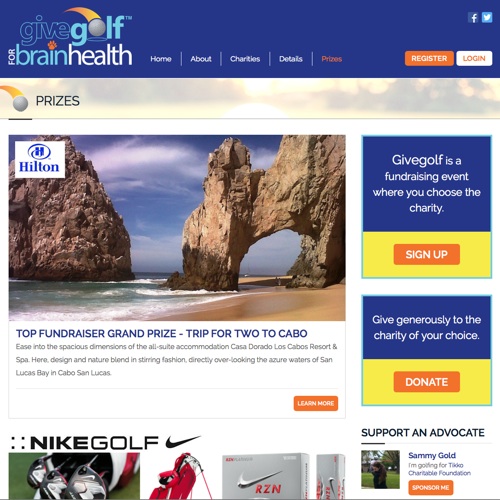 givegolf™
FOR brainhealth
Home
About
Charities
Details
Prizes
REGISTER
LOGIN
PRIZES
Hilton
Givegolf is a
fundraising event
where you choose the
charity.
SIGN UP
TOP FUNDRAISER GRAND PRIZE - TRIP FOR TWO TO CABO
Ease into the spacious dimensions of the all-suite accommodation Casa Dorado Los Cabos Resort &
Spa. Here, design and nature blend in stirring fashion, directly over-looking the azure waters of San
Lucas Bay in Cabo San Lucas.
LEARN MORE
Give generously to the
charity of your choice.
DONATE
SUPPORT AN ADVOCATE
Sammy Gold
I'm golfing for Tikko
Charitable Foundation
SPONSOR ME
NIKEGOLF
RZN